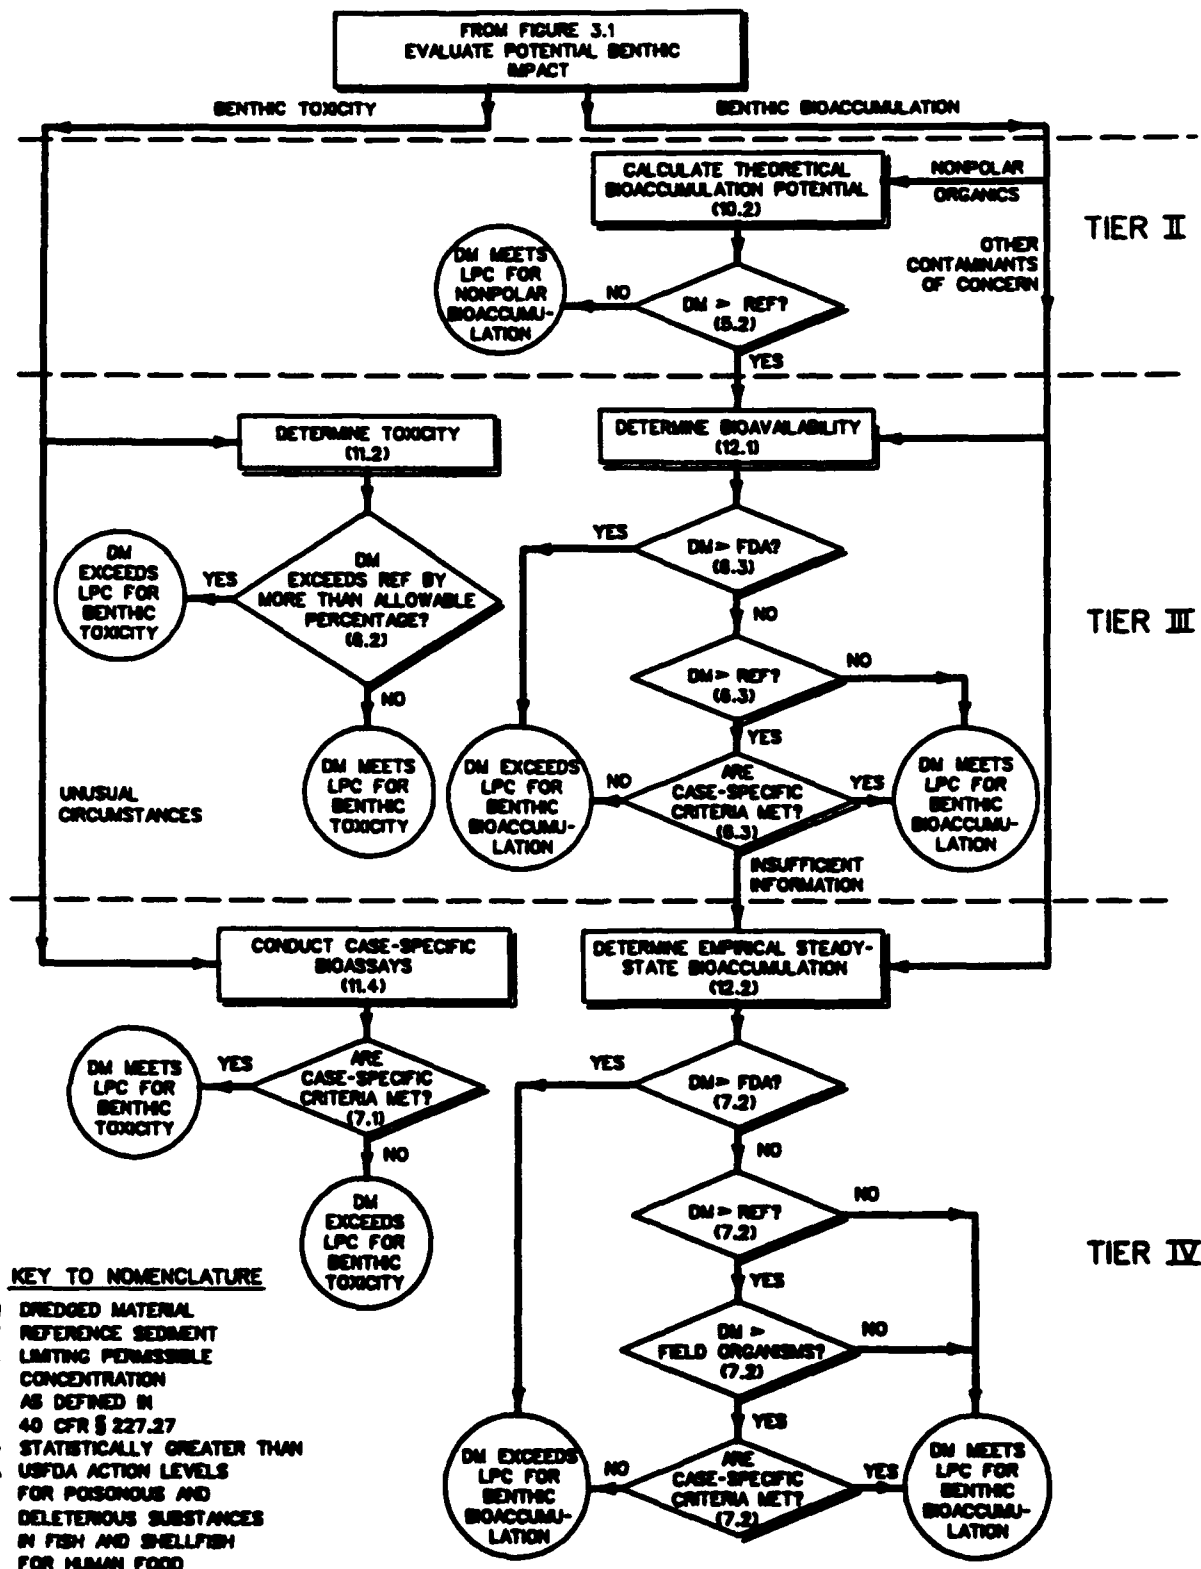 FROM FIGURE 3.1
EVALUATE POTENTIAL BENTHIC
IMPACT
BENTHIC TOXICITY
BENTHIC BIOACCUMULATION
CALCULATE THEORETICAL
BIOACCUMULATION POTENTIAL
(10.2)
NONPOLAR
ORGANICS
TIER II
OTHER
CONTAMINANTS
OF CONCERN
DM MEETS
LPC FOR
NONPOLAR
BIOACCUMU-
LATION
NO
DM > REF?
(5.2)
YES
DETERMINE TOXICITY
(11.2)
DETERMINE BIOAVAILABILITY
(12.1)
DM
EXCEEDS
LPC FOR
BENTHIC
TOXICITY
YES
DM
EXCEEDS REF BY
MORE THAN ALLOWABLE
PERCENTAGE?
(6.2)
NO
YES
DM > FDA?
(6.3)
NO
TIER III
DM > REF?
(6.3)
NO
YES
DM MEETS
LPC FOR
BENTHIC
TOXICITY
DM EXCEEDS
LPC FOR
BENTHIC
BIOACCUMU-
LATION
NO
ARE
CASE-SPECIFIC
CRITERIA MET?
(6.3)
YES
DM MEETS
LPC FOR
BENTHIC
BIOACCUMU-
LATION
UNUSUAL
CIRCUMSTANCES
INSUFFICIENT
INFORMATION
CONDUCT CASE-SPECIFIC
BIOASSAYS
(11.4)
DETERMINE EMPIRICAL STEADY-
STATE BIOACCUMULATION
(12.2)
DM MEETS
LPC FOR
BENTHIC
TOXICITY
YES
ARE
CASE-SPECIFIC
CRITERIA MET?
(7.1)
NO
DM
EXCEEDS
LPC FOR
BENTHIC
TOXICITY
YES
DM > FDA?
(7.2)
NO
DM > REF?
(7.2)
NO
YES
TIER IV
DM >
FIELD ORGANISMS?
(7.2)
NO
YES
DM EXCEEDS
LPC FOR
BENTHIC
BIOACCUMU-
LATION
NO
ARE
CASE-SPECIFIC
CRITERIA MET?
(7.2)
YES
DM MEETS
LPC FOR
BENTHIC
BIOACCUMU-
LATION
KEY TO NOMENCLATURE
DREDGED MATERIAL
REFERENCE SEDIMENT
LIMITING PERMISSIBLE
CONCENTRATION
AS DEFINED IN
40 CFR § 227.27
STATISTICALLY GREATER THAN
USFDA ACTION LEVELS
FOR POISONOUS AND
DELETERIOUS SUBSTANCES
IN FISH AND SHELLFISH
FOR HUMAN FOOD